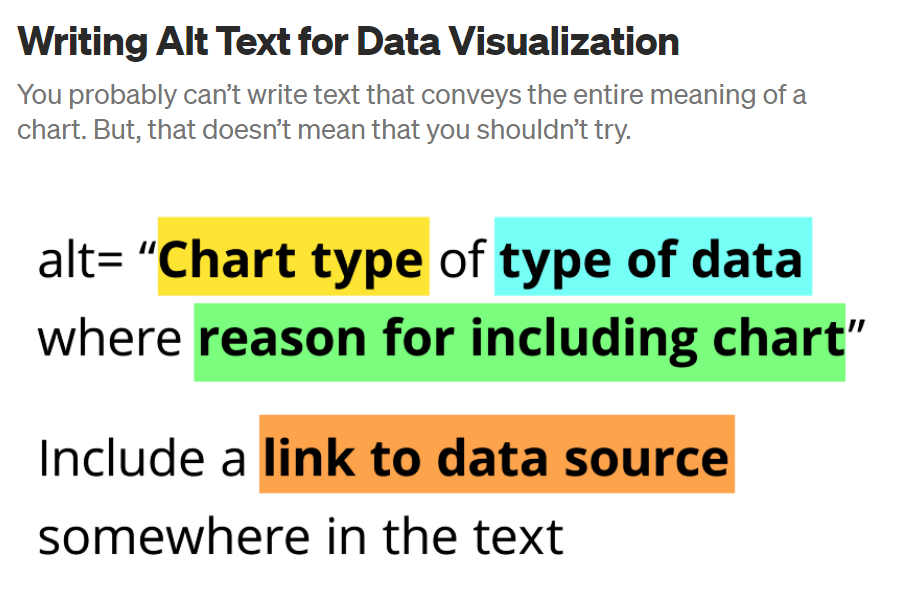 Writing Alt Text for Data Visualization
You probably can’t write text that conveys the entire meaning of a
chart. But, that doesn’t mean that you shouldn’t try.
alt= “Chart type of type of data
where reason for including chart”
Include a link to data source
somewhere in the text